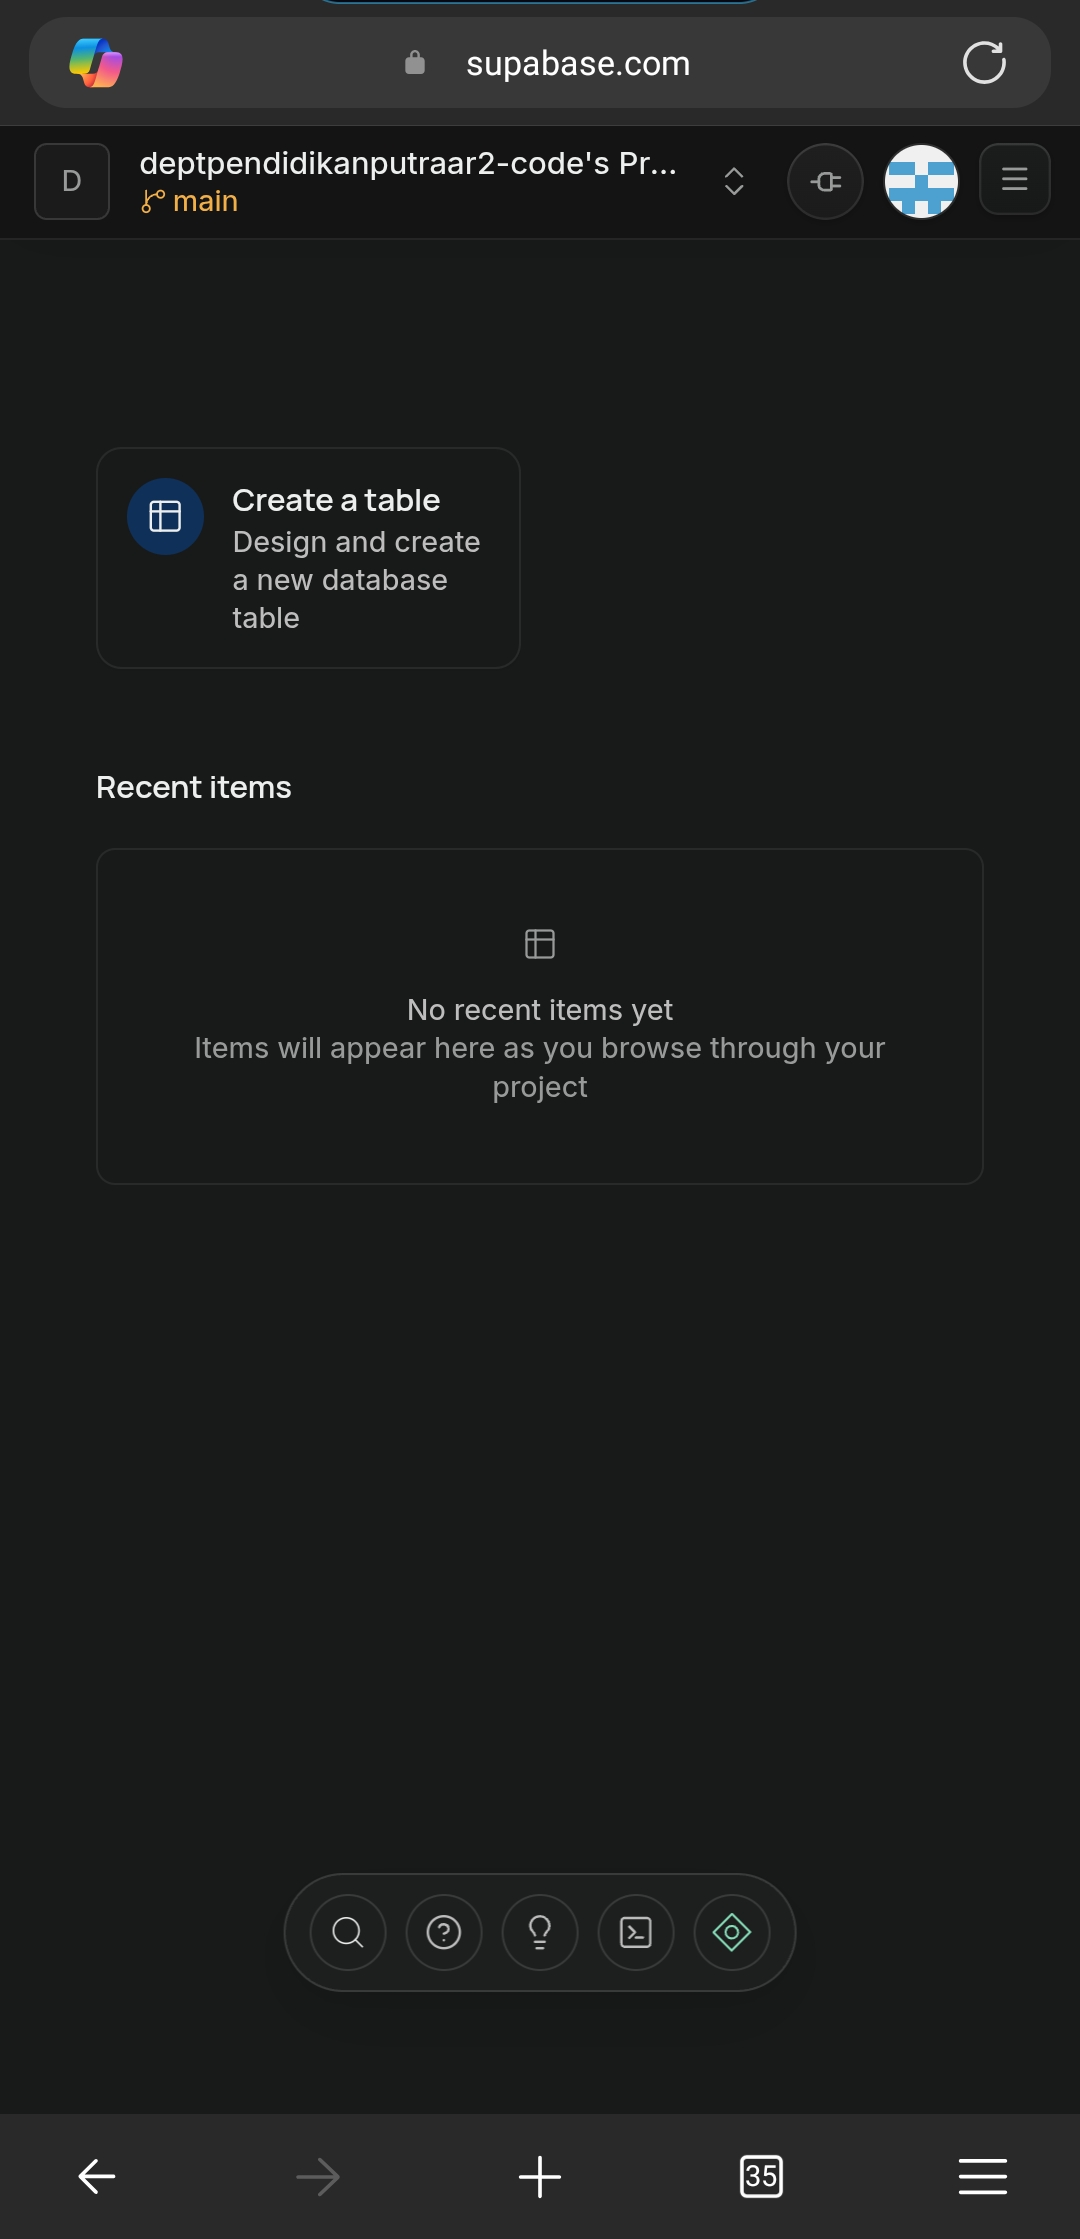 supabase.com
D
deptpendidikanputraar2-code's Pr...
main
Create a table
Design and create
a new database
table
Recent items
No recent items yet
Items will appear here as you browse through your
project
35